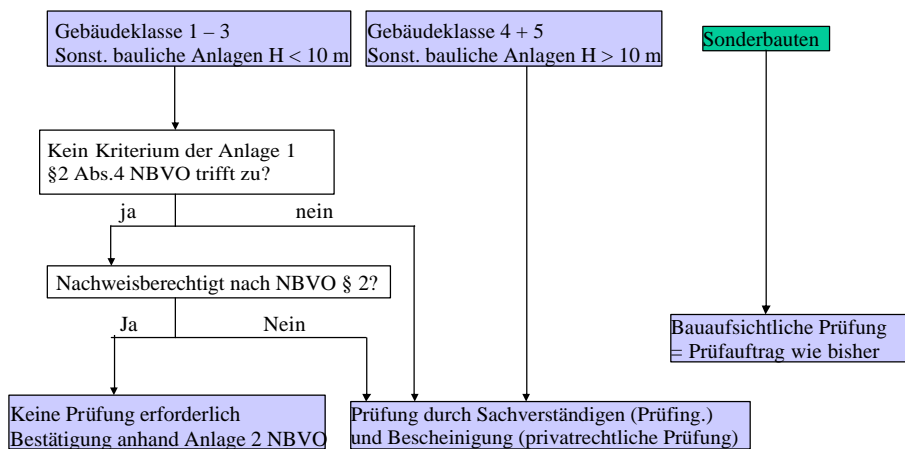 Gebäudeklasse 1 – 3
Sonst. bauliche Anlagen H < 10 m
Gebäudeklasse 4 + 5
Sonst. bauliche Anlagen H > 10 m
Sonderbauten
Kein Kriterium der Anlage 1
§2 Abs.4 NBVO trifft zu?
ja
nein
Nachweisberechtigt nach NBVO § 2?
Ja
Nein
Bauaufsichtliche Prüfung
= Prüfauftrag wie bisher
Keine Prüfung erforderlich
Bestätigung anhand Anlage 2 NBVO
Prüfung durch Sachverständigen (Prüfing.)
und Bescheinigung (privatrechtliche Prüfung)